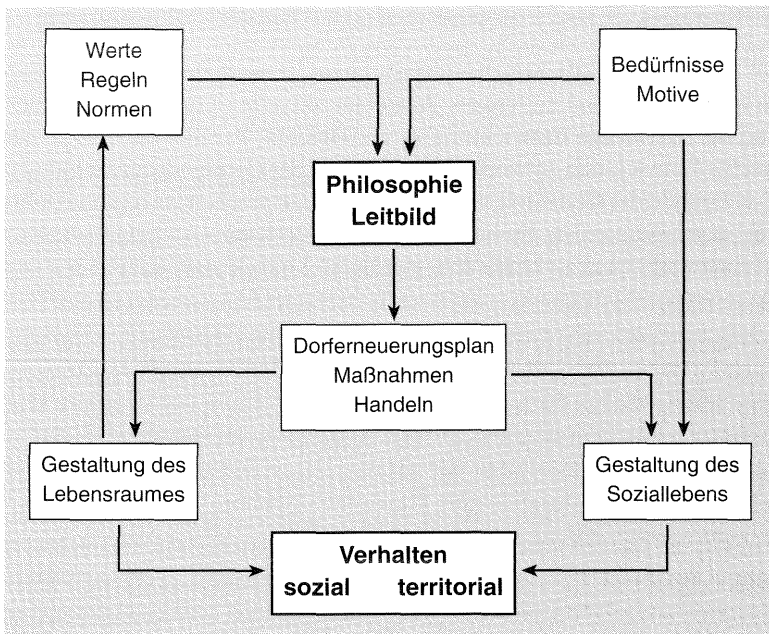 Werte
Regeln
Normen
Bedürfnisse
Motive
Philosophie
Leitbild
Dorferneuerungsplan
Maßnahmen
Handeln
Gestaltung des
Lebensraumes
Gestaltung des
Soziallebens
Verhalten
sozial territorial